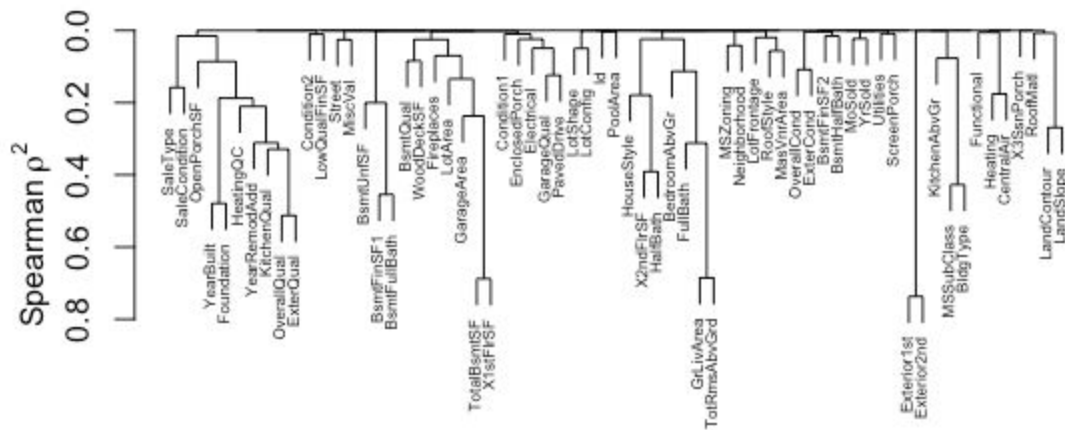 Spearman ρ²
0.0
0.2
0.4
0.6
0.8
SaleType
SaleCondition
OpenPorchSF
YearBuilt
Foundation
HeatingQC
YearRemodAdd
KitchenQual
OverallQual
ExterQual
Condition2
LowQualFinSF
Street
MiscVal
BsmtUnfSF
BsmtFinSF1
BsmtFullBath
BsmtQual
WoodDeckSF
Fireplaces
LotArea
GarageArea
TotalBsmtSF
X1stFlrSF
Condition1
EnclosedPorch
Electrical
GarageQual
PavedDrive
LotShape
LotConfig
Id
PoolArea
HouseStyle
X2ndFlrSF
HalfBath
BedroomAbvGr
FullBath
GrLivArea
TotRmsAbvGrd
MSZoning
Neighborhood
LotFrontage
RoofStyle
MasVnrArea
OverallCond
ExterCond
BsmtFinSF2
BsmtHalfBath
MoSold
YrSold
Utilities
ScreenPorch
Exterior1st
Exterior2nd
KitchenAbvGr
MSSubClass
BldgType
Functional
Heating
CentralAir
X3SsnPorch
RoofMatl
LandContour
LandSlope